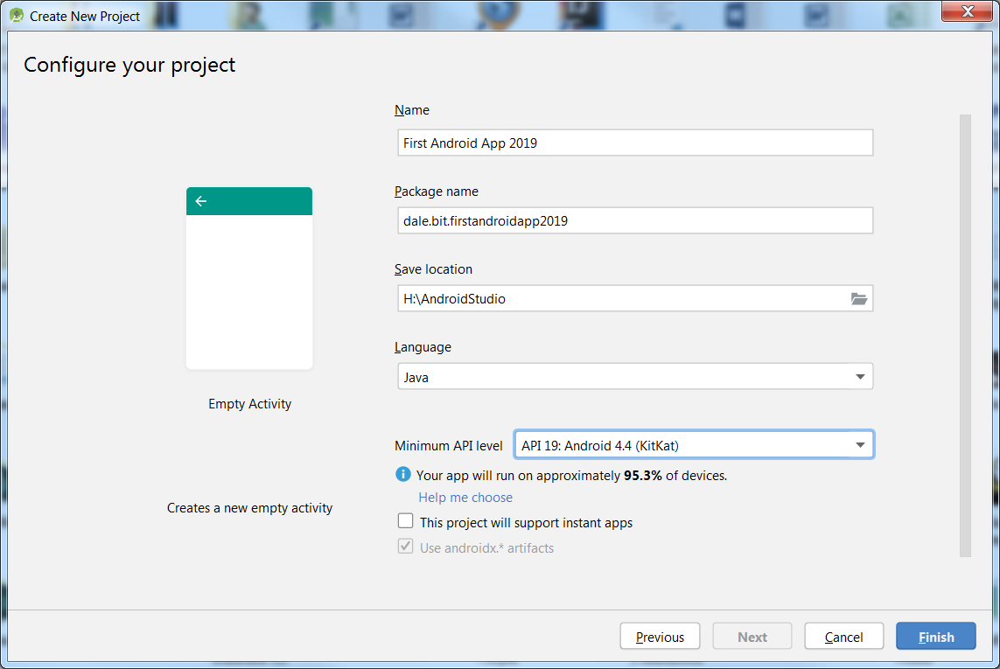 Create New Project
Configure your project
Name
First Android App 2019
Package name
dale.bit.firstandroidapp2019
Save location
H:\AndroidStudio
Language
Java
Empty Activity
Minimum API level API 19: Android 4.4 (KitKat)
Your app will run on approximately 95.3% of devices.
Help me choose
Creates a new empty activity
This project will support instant apps
Use androidx.* artifacts
Previous Next Cancel Finish